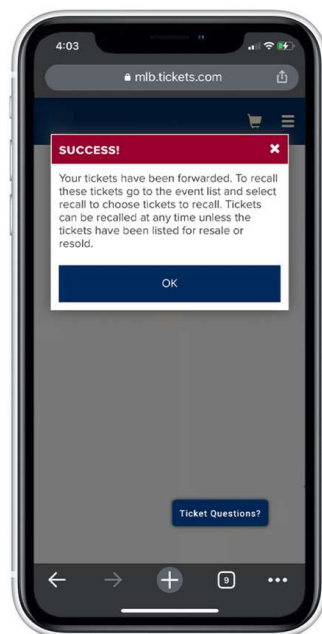 4:03
mlb.tickets.com
SUCCESS!
Your tickets have been forwarded. To recall
these tickets go to the event list and select
recall to choose tickets to recall. Tickets
can be recalled at any time unless the
tickets have been listed for resale or
resold.
OK
Ticket Questions?
9